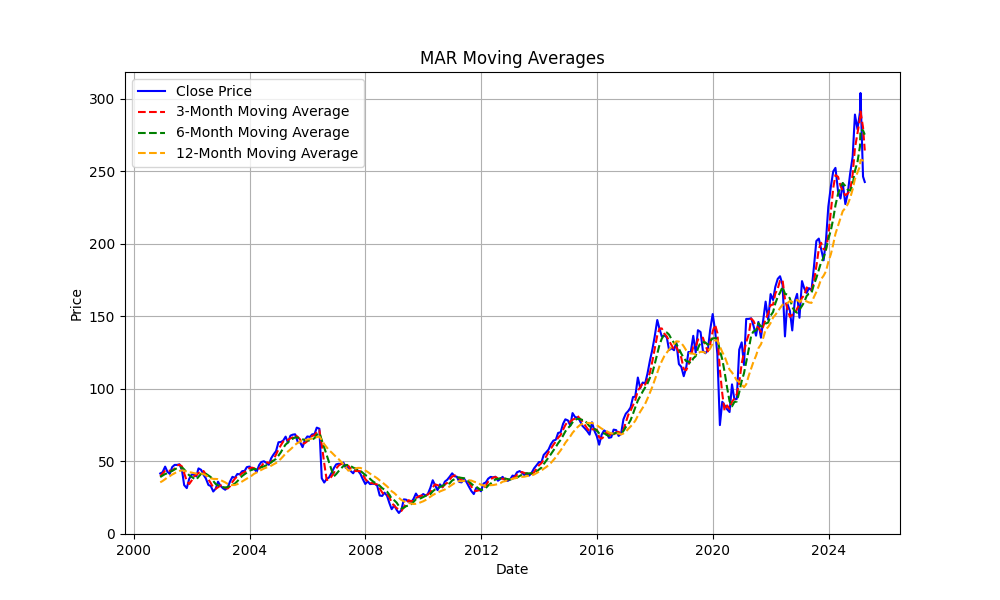 MAR Moving Averages
Close Price
3-Month Moving Average
6-Month Moving Average
12-Month Moving Average
Price
300
250
200
150
100
50
0
2000 2004 2008 2012 2016 2020 2024
Date